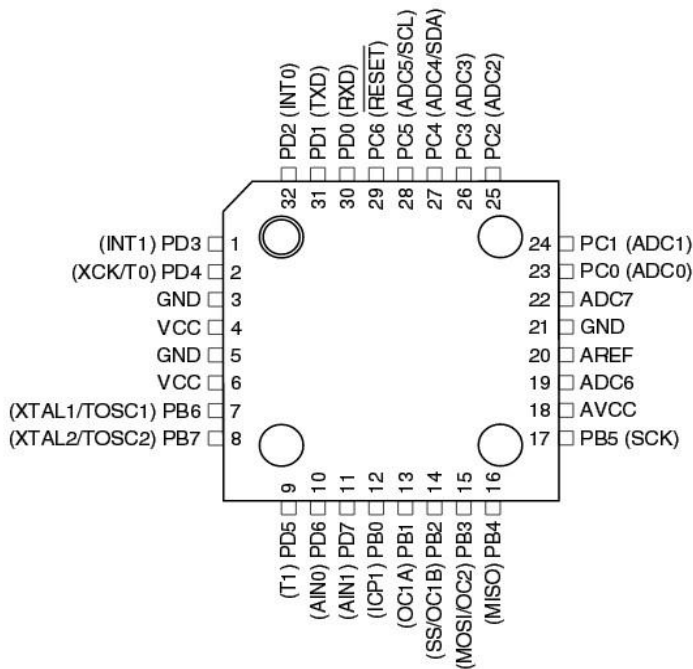 PD2 (INT0)
PD1 (TXD)
PD0 (RXD)
PC6 (RESET)
PC5 (ADC5/SCL)
PC4 (ADC4/SDA)
PC3 (ADC3)
PC2 (ADC2)
32
31
30
29
28
27
26
25
(INT1) PD3 1
(XCK/T0) PD4 2
GND 3
VCC 4
GND 5
VCC 6
(XTAL1/TOSC1) PB6 7
(XTAL2/TOSC2) PB7 8
24 PC1 (ADC1)
23 PC0 (ADC0)
22 ADC7
21 GND
20 AREF
19 ADC6
18 AVCC
17 PB5 (SCK)
9
10
11
12
13
14
15
16
(T1) PD5
(AIN0) PD6
(AIN1) PD7
(ICP1) PB0
(OC1A) PB1
(SS/OC1B) PB2
(MOSI/OC2) PB3
(MISO) PB4